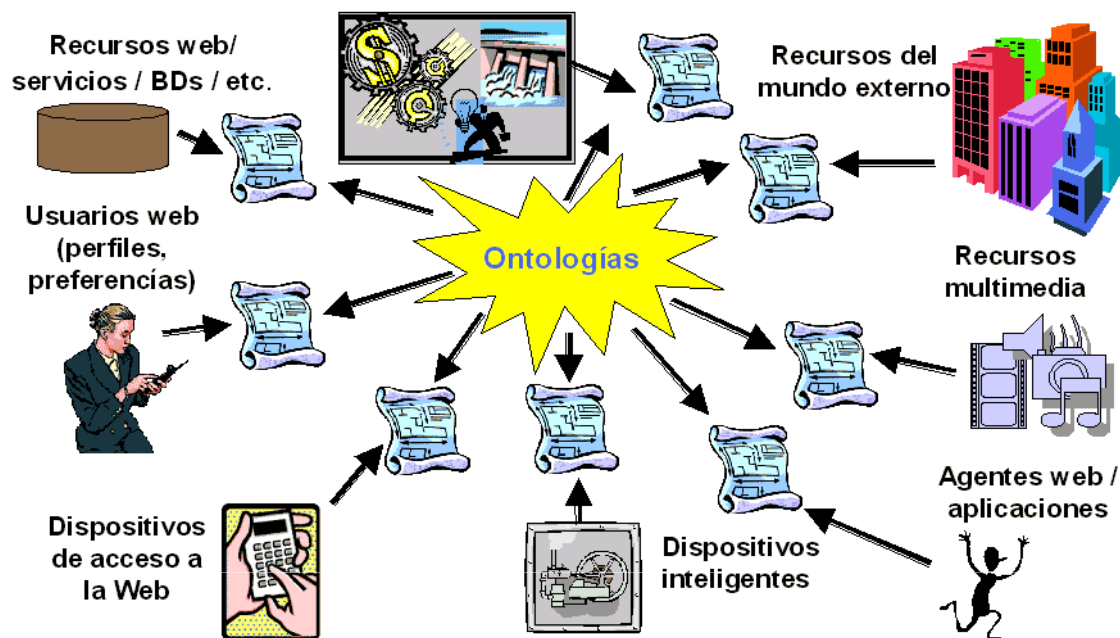 Recursos web/
servicios / BDs / etc.
Recursos del
mundo externo
Usuarios web
(perfiles,
preferencías)
Ontologías
Recursos
multimedia
Dispositivos
de acceso a
la Web
Dispositivos
inteligentes
Agentes web /
aplicaciones